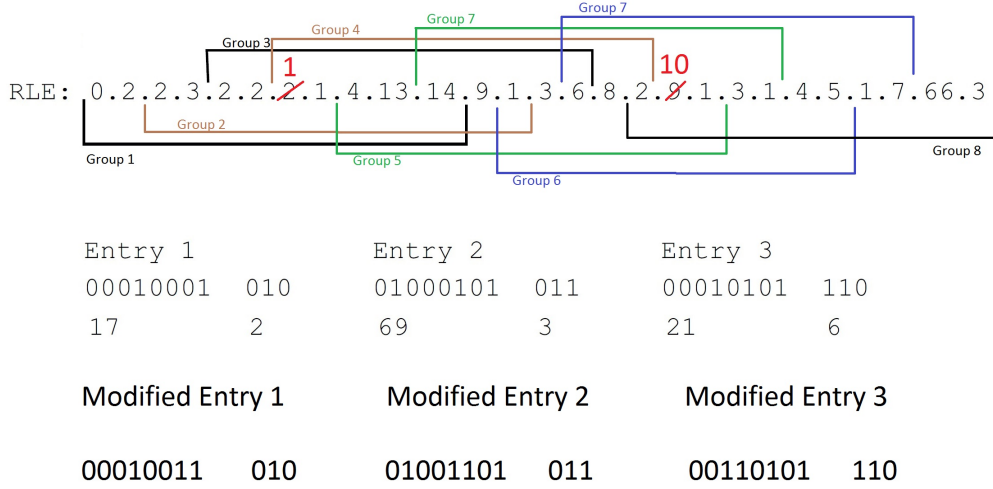 Group 7
Group 7
Group 4
Group 3
1
10
RLE: 0.2.2.3.2.2.2.1.4.13.14.9.1.3.6.8.2.9.1.3.1.4.5.1.7.66.3
Group 2
Group 1
Group 5
Group 6
Group 8
Entry 1 Entry 2 Entry 3
00010001 010 01000101 011 00010101 110
17 2 69 3 21 6
Modified Entry 1 Modified Entry 2 Modified Entry 3
00010011 010 01001101 011 00110101 110